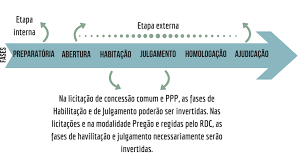 Etapa
interna
Etapa externa
FASES
PREPARATÓRIA ABERTURA HABITAÇÃO JULGAMENTO HOMOLOGAÇÃO AJUDICAÇÃO
Na licitação de concessão comum e PPP, as fases de
Habilitação e de Julgamento poderão ser invertidas. Nas
licitações e na modalidade Pregão e regidas pelo RDC, as
fases de havilitação e julgamento necessariamente serão
invertidas.